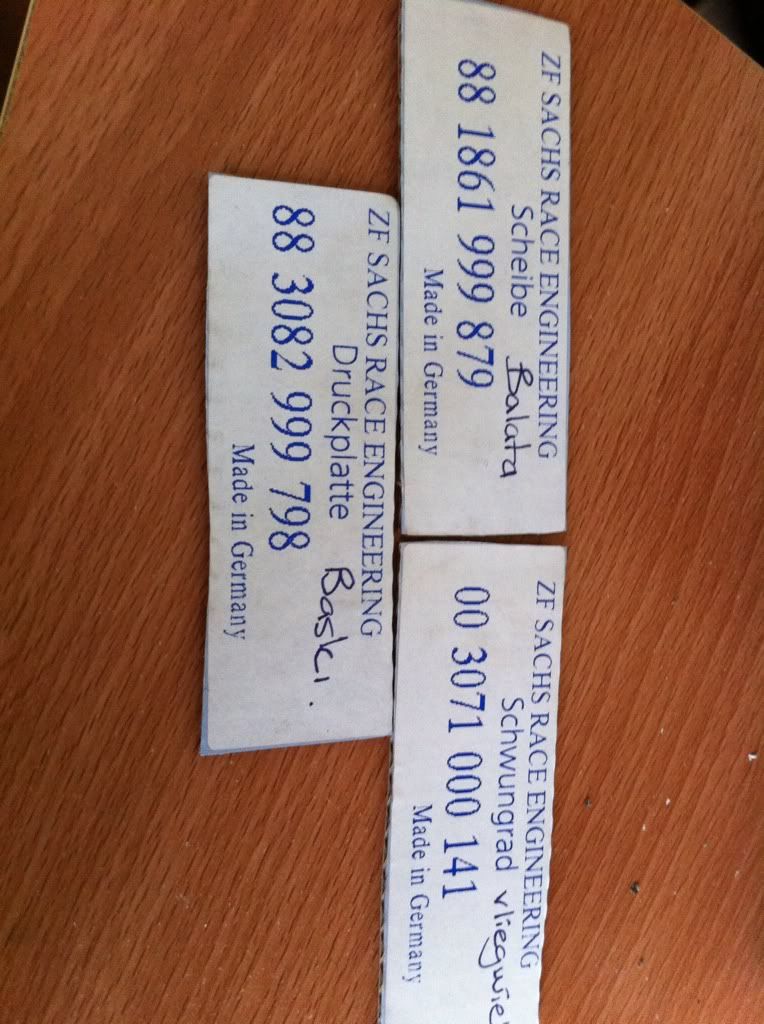 ZF SACHS RACE ENGINEERING
Scheibe Balata
88 1861 999 879
Made in Germany
ZF SACHS RACE ENGINEERING
Druckplatte Baskı.
88 3082 999 798
Made in Germany
ZF SACHS RACE ENGINEERING
Schwungrad vliegwiel
00 3071 000 141
Made in Germany